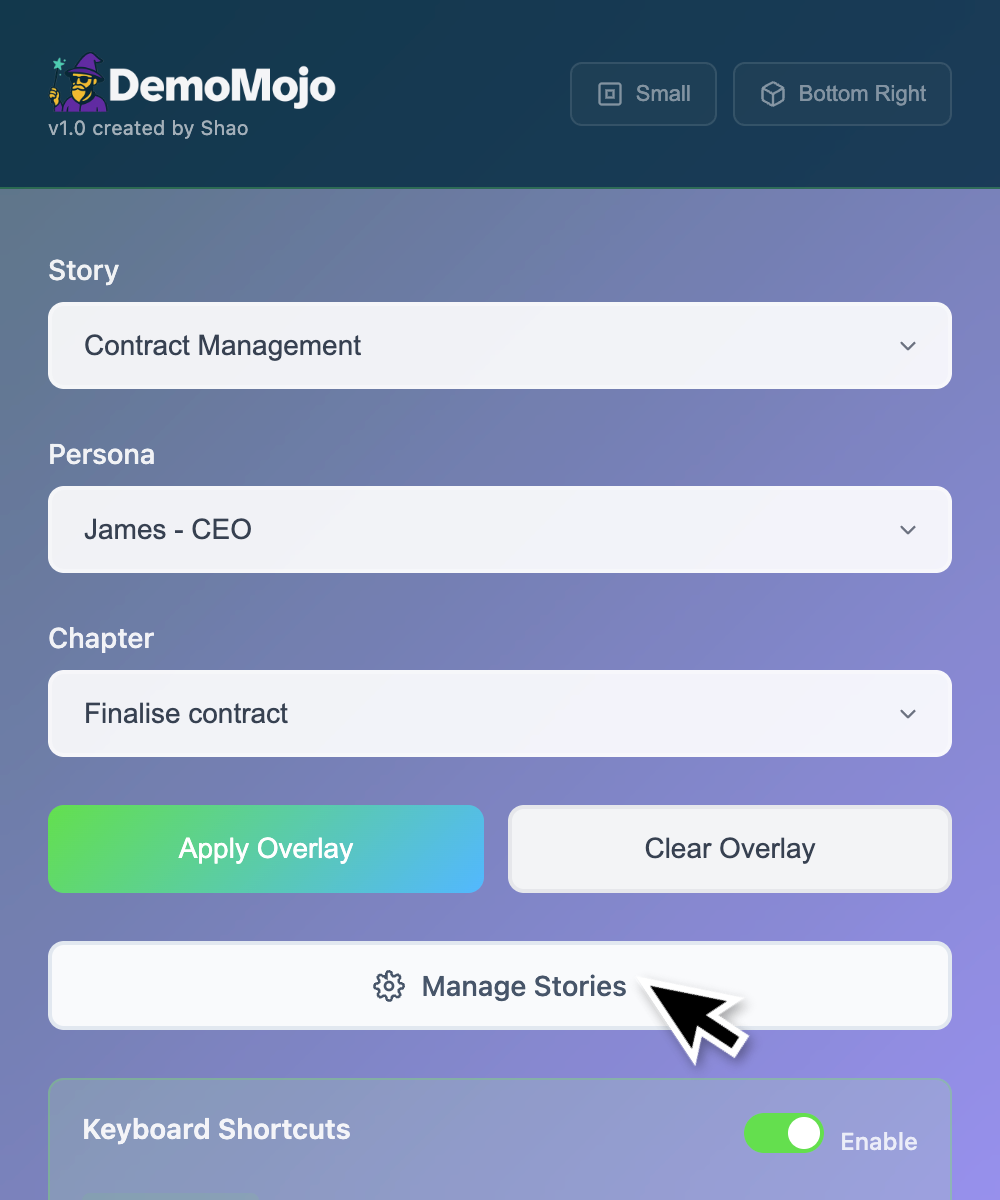 DemoMojo
v1.0 created by Shao
Small
Bottom Right
Story
Contract Management
Persona
James - CEO
Chapter
Finalise contract
Apply Overlay
Clear Overlay
Manage Stories
Keyboard Shortcuts
Enable